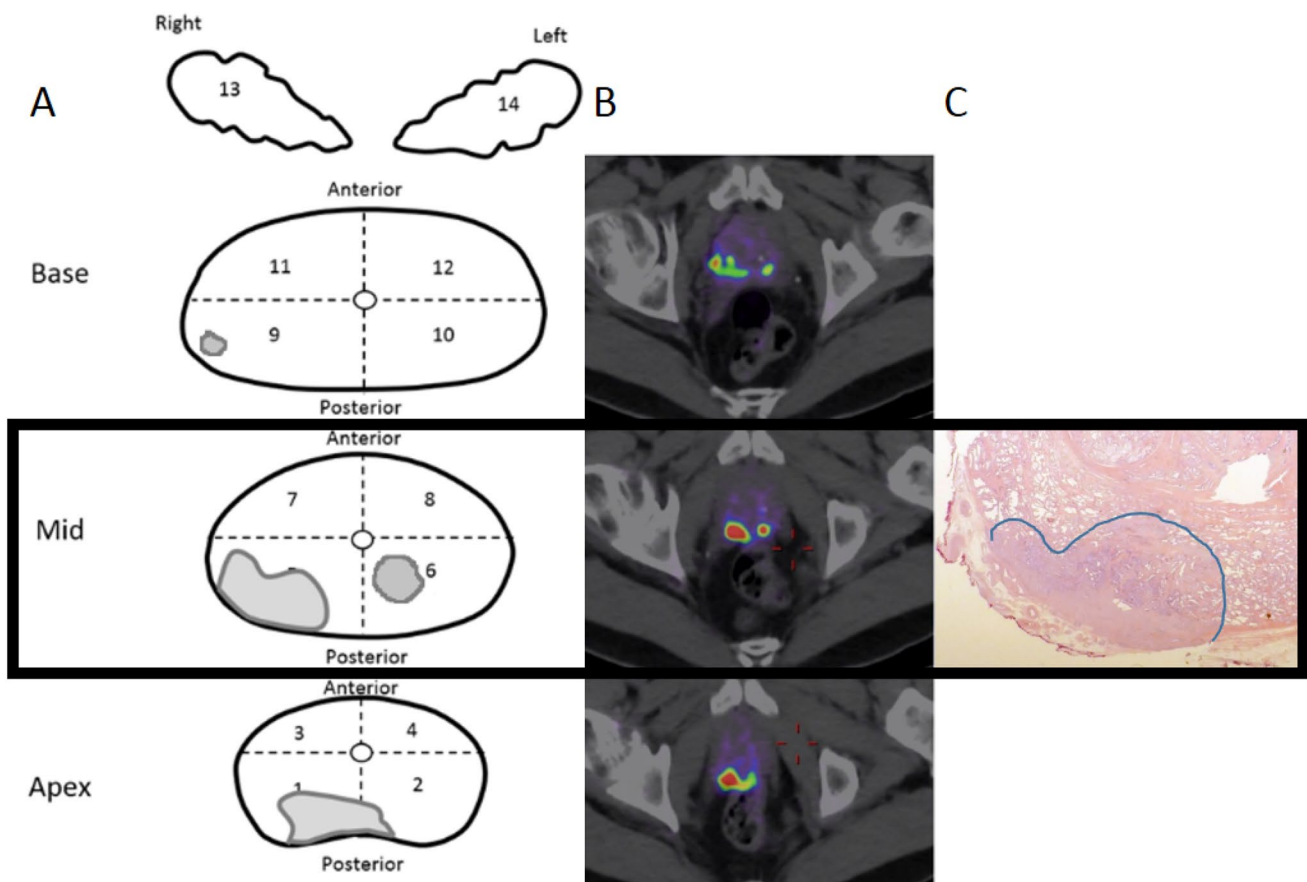 Right
Left
A
B
C
13
14
Anterior
Base
11
12
9
10
Posterior
Anterior
7
8
Mid
6
Posterior
Anterior
3
4
Apex
1
2
Posterior